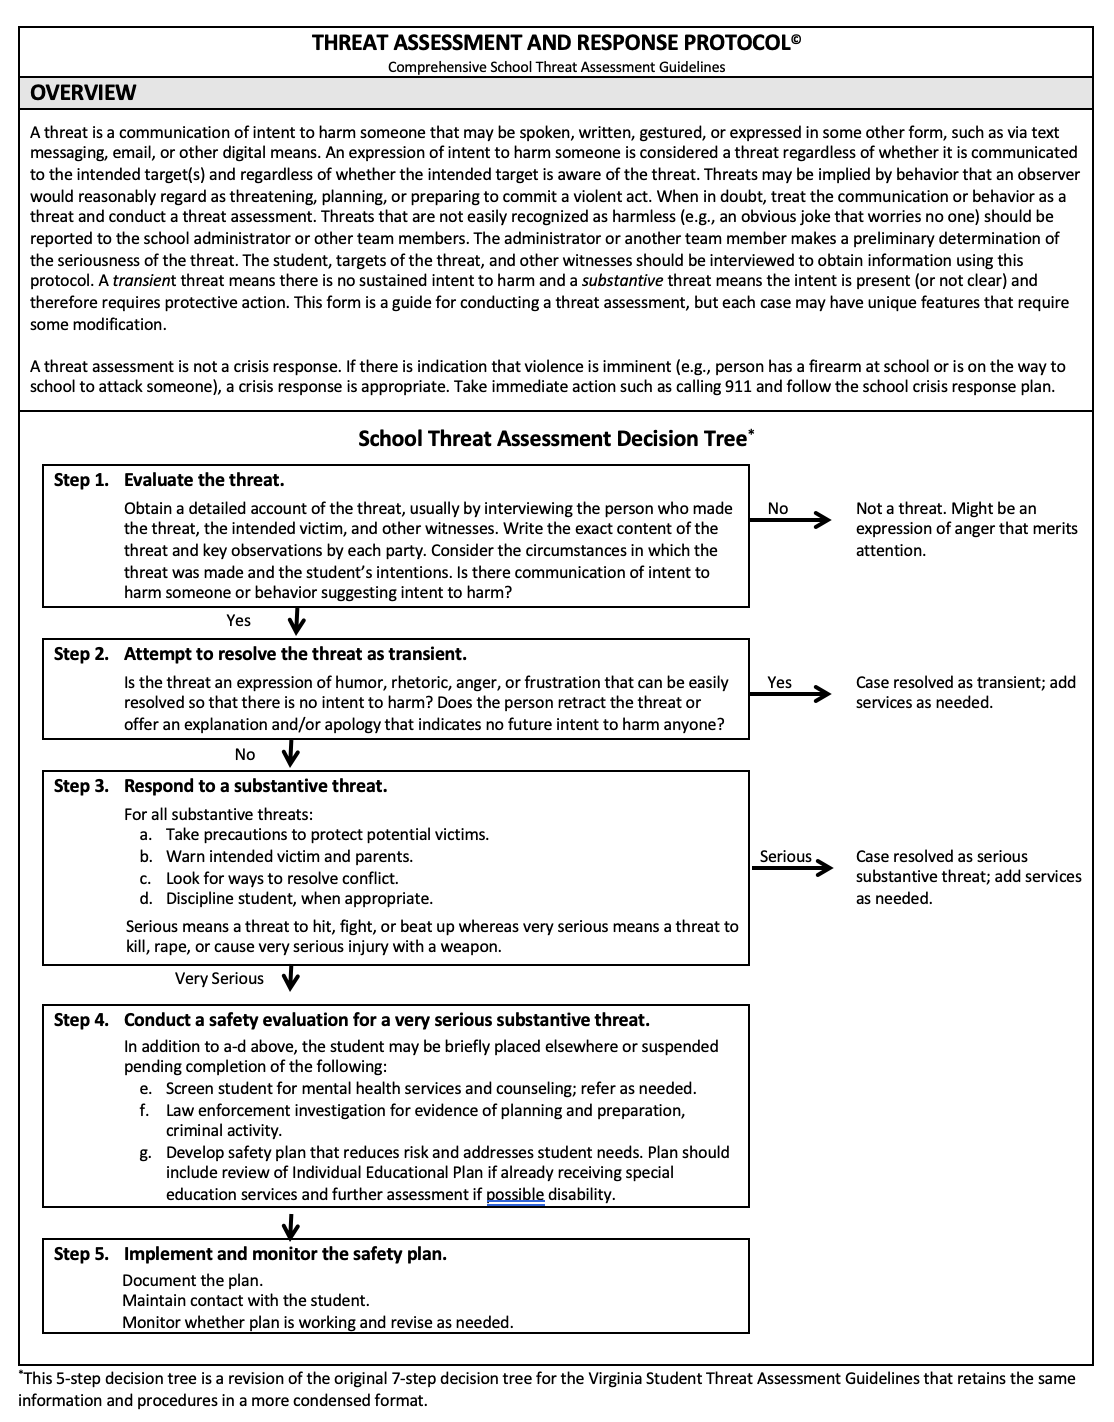 THREAT ASSESSMENT AND RESPONSE PROTOCOL©
Comprehensive School Threat Assessment Guidelines
OVERVIEW
A threat is a communication of intent to harm someone that may be spoken, written, gestured, or expressed in some other form, such as via text
messaging, email, or other digital means. An expression of intent to harm someone is considered a threat regardless of whether it is communicated
to the intended target(s) and regardless of whether the intended target is aware of the threat. Threats may be implied by behavior that an observer
would reasonably regard as threatening, planning, or preparing to commit a violent act. When in doubt, treat the communication or behavior as a
threat and conduct a threat assessment. Threats that are not easily recognized as harmless (e.g., an obvious joke that worries no one) should be
reported to the school administrator or other team members. The administrator or another team member makes a preliminary determination of
the seriousness of the threat. The student, targets of the threat, and other witnesses should be interviewed to obtain information using this
protocol. A transient threat means there is no sustained intent to harm and a substantive threat means the intent is present (or not clear) and
therefore requires protective action. This form is a guide for conducting a threat assessment, but each case may have unique features that require
some modification.
A threat assessment is not a crisis response. If there is indication that violence is imminent (e.g., person has a firearm at school or is on the way to
school to attack someone), a crisis response is appropriate. Take immediate action such as calling 911 and follow the school crisis response plan.
School Threat Assessment Decision Tree*
Step 1. Evaluate the threat.
Obtain a detailed account of the threat, usually by interviewing the person who made
the threat, the intended victim, and other witnesses. Write the exact content of the
threat and key observations by each party. Consider the circumstances in which the
threat was made and the student's intentions. Is there communication of intent to
harm someone or behavior suggesting intent to harm?
No
Not a threat. Might be an
expression of anger that merits
attention.
Yes
Step 2. Attempt to resolve the threat as transient.
Is the threat an expression of humor, rhetoric, anger, or frustration that can be easily
resolved so that there is no intent to harm? Does the person retract the threat or
offer an explanation and/or apology that indicates no future intent to harm anyone?
Yes
Case resolved as transient; add
services as needed.
No
Step 3. Respond to a substantive threat.
For all substantive threats:
a. Take precautions to protect potential victims.
b. Warn intended victim and parents.
c. Look for ways to resolve conflict.
d. Discipline student, when appropriate.
Serious means a threat to hit, fight, or beat up whereas very serious means a threat to
kill, rape, or cause very serious injury with a weapon.
Serious
Case resolved as serious
substantive threat; add services
as needed.
Very Serious
Step 4. Conduct a safety evaluation for a very serious substantive threat.
In addition to a-d above, the student may be briefly placed elsewhere or suspended
pending completion of the following:
e. Screen student for mental health services and counseling; refer as needed.
f. Law enforcement investigation for evidence of planning and preparation,
criminal activity.
g. Develop safety plan that reduces risk and addresses student needs. Plan should
include review of Individual Educational Plan if already receiving special
education services and further assessment if possible disability.
Step 5. Implement and monitor the safety plan.
Document the plan.
Maintain contact with the student.
Monitor whether plan is working and revise as needed.
*This 5-step decision tree is a revision of the original 7-step decision tree for the Virginia Student Threat Assessment Guidelines that retains the same
information and procedures in a more condensed format.